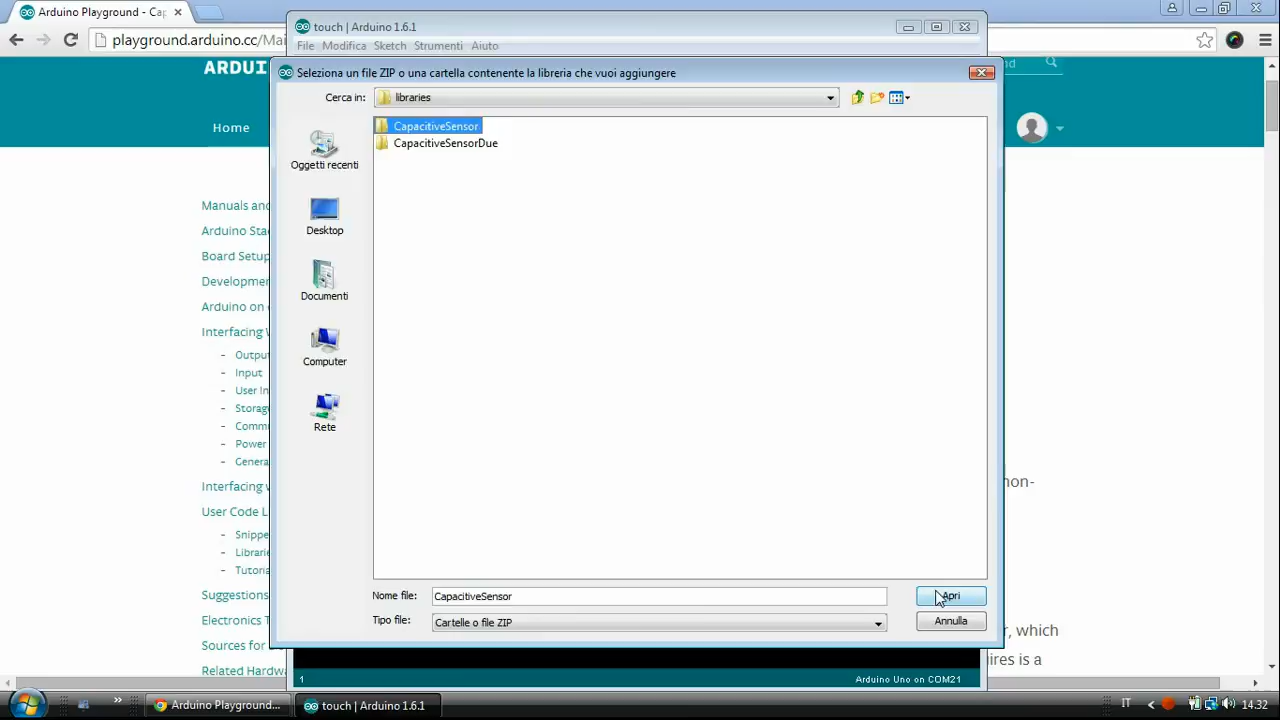 Arduino Playground - Cap
playground.arduino.cc/Mai
touch | Arduino 1.6.1
File Modifica Sketch Strumenti Aiuto
Seleziona un file ZIP o una cartella contenente la libreria che vuoi aggiungere
Cerca in: libraries
CapacitiveSensor
CapacitiveSensorDue
Oggetti recenti
Desktop
Documenti
Computer
Rete
Nome file: CapacitiveSensor Apri
Tipo file: Cartelle o file ZIP Annulla
ARDUI
Home
Manuals and
Arduino Sta
Board Setup
Developmen
Arduino on
Interfacing W
- Output
- Input
- User In
- Storag
- Comm
- Power
- Genera
Interfacing w
User Code L
- Snippe
- Librarie
- Tutoria
Suggestions
Electronics T
Sources for
Related Hardw
non-
r, which
ires is a
1 Arduino Uno on COM21
Arduino Playground... touch | Arduino 1.6.1 IT 14.32